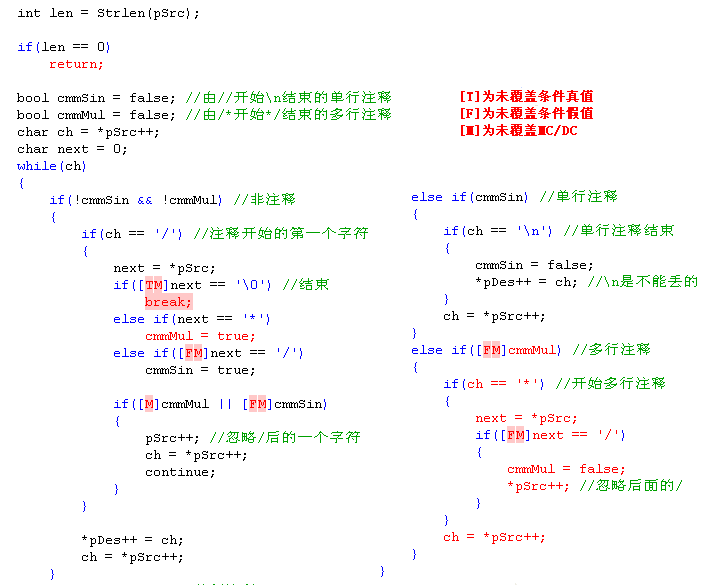 int len = Strlen(pSrc);
if(len == 0)
return;
bool cmmSin = false; //由//开始\n结束的单行注释
bool cmmMul = false; //由/*开始*/结束的多行注释
char ch = *pSrc++;
char next = 0;
while(ch)
{
if(!cmmSin && !cmmMul) //非注释
{
if(ch == '/') //注释开始的第一个字符
{
next = *pSrc;
if([TM]next == '\0') //结束
break;
else if(next == '*')
cmmMul = true;
else if([FM]next == '/')
cmmSin = true;
if([M]cmmMul || [FM]cmmSin)
{
pSrc++; //忽略/后的一个字符
ch = *pSrc++;
continue;
}
}
*pDes++ = ch;
ch = *pSrc++;
}
[T]为未覆盖条件真值
[F]为未覆盖条件假值
[M]为未覆盖MC/DC
else if(cmmSin) //单行注释
{
if(ch == '\n') //单行注释结束
{
cmmSin = false;
*pDes++ = ch; //\n是不能丢的
}
ch = *pSrc++;
}
else if([FM]cmmMul) //多行注释
{
if(ch == '*') //开始多行注释
{
next = *pSrc;
if([FM]next == '/')
{
cmmMul = false;
*pSrc++; //忽略后面的/
}
}
ch = *pSrc++;
}
}